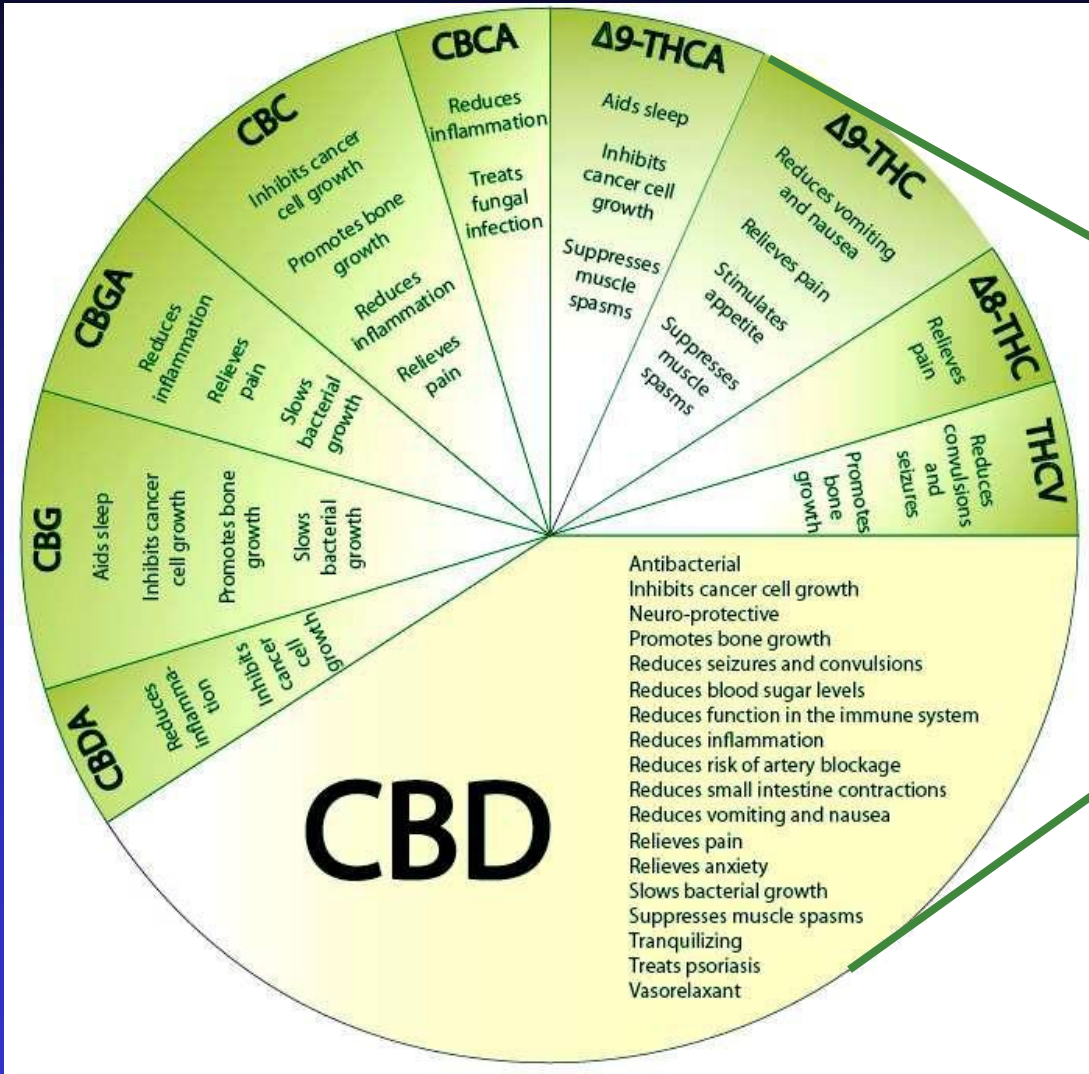 CBCA
Reduces
inflammation
Treats
fungal
infection
Δ9-THCA
Aids sleep
Inhibits
cancer cell
growth
Suppresses
muscle
spasms
Δ9-THC
Reduces vomiting
and nausea
Relieves pain
Stimulates
appetite
Suppresses
muscle
spasms
Δ8-THC
Relieves
pain
THCV
Reduces
convulsions
and
seizures
Promotes
bone
growth
CBD
Antibacterial
Inhibits cancer cell growth
Neuro-protective
Promotes bone growth
Reduces seizures and convulsions
Reduces blood sugar levels
Reduces function in the immune system
Reduces inflammation
Reduces risk of artery blockage
Reduces small intestine contractions
Reduces vomiting and nausea
Relieves pain
Relieves anxiety
Slows bacterial growth
Suppresses muscle spasms
Tranquilizing
Treats psoriasis
Vasorelaxant
CBDA
Reduces
inflamma-
tion
Inhibits
cancer
cell
growth
CBG
Aids sleep
Inhibits cancer
cell growth
Promotes bone
growth
Slows
bacterial
growth
CBGA
Reduces
inflammation
Relieves
pain
Slows
bacterial
growth
CBC
Inhibits cancer
cell growth
Promotes bone
growth
Reduces
inflammation
Relieves
pain